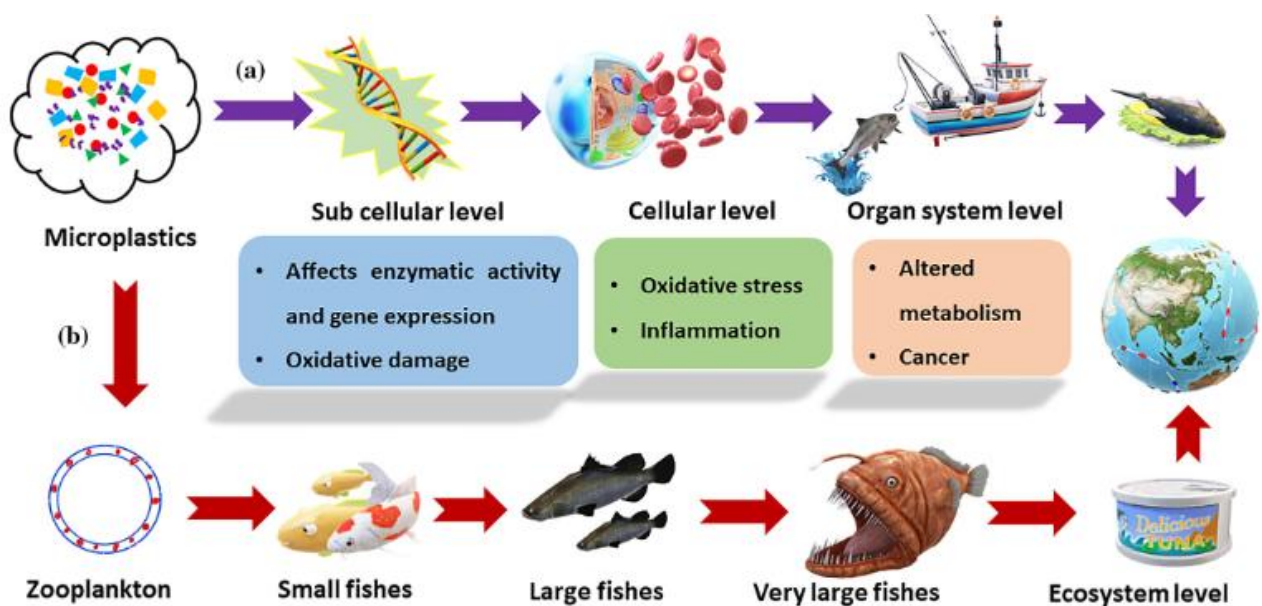 (a)
Microplastics
Sub cellular level
Cellular level
Organ system level
• Affects enzymatic activity
and gene expression
• Oxidative damage
• Oxidative stress
• Inflammation
• Altered
metabolism
• Cancer
(b)
Delicious
TUNA
Zooplankton
Small fishes
Large fishes
Very large fishes
Ecosystem level